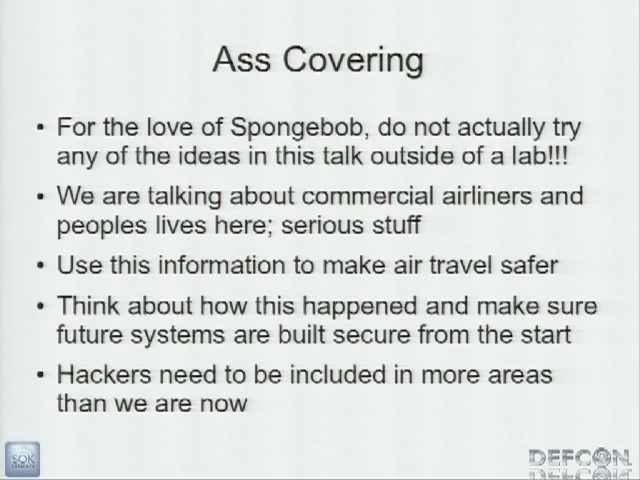 Ass Covering
• For the love of Spongebob, do not actually try
any of the ideas in this talk outside of a lab!!!
• We are talking about commercial airliners and
peoples lives here; serious stuff
• Use this information to make air travel safer
• Think about how this happened and make sure
future systems are built secure from the start
• Hackers need to be included in more areas
than we are now
SOK
DEFCON